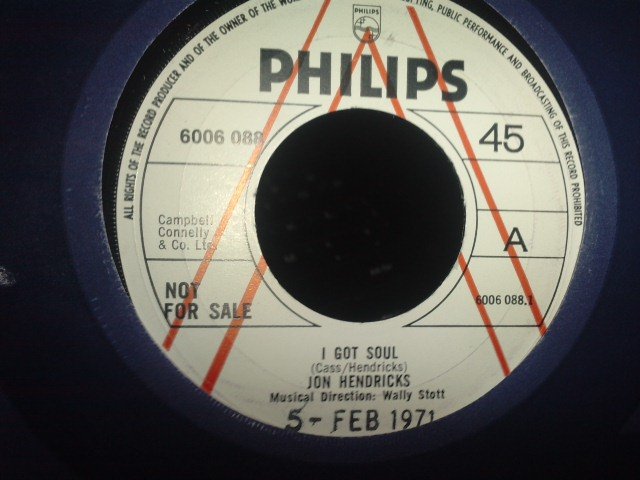 ALL RIGHTS OF THE RECORD PRODUCER AND OF THE OWNER OF THE
PUBLIC PERFORMANCE AND BROADCASTING OF THIS RECORD PROHIBITED
PHILIPS
PHILIPS
6006 088
45
Campbell
Connelly
& Co. Ltd.
A
NOT
FOR SALE
6006 088.1
I GOT SOUL
(Cass/Hendricks)
JON HENDRICKS
Musical Direction: Wally Stott
5 - FEB 1971